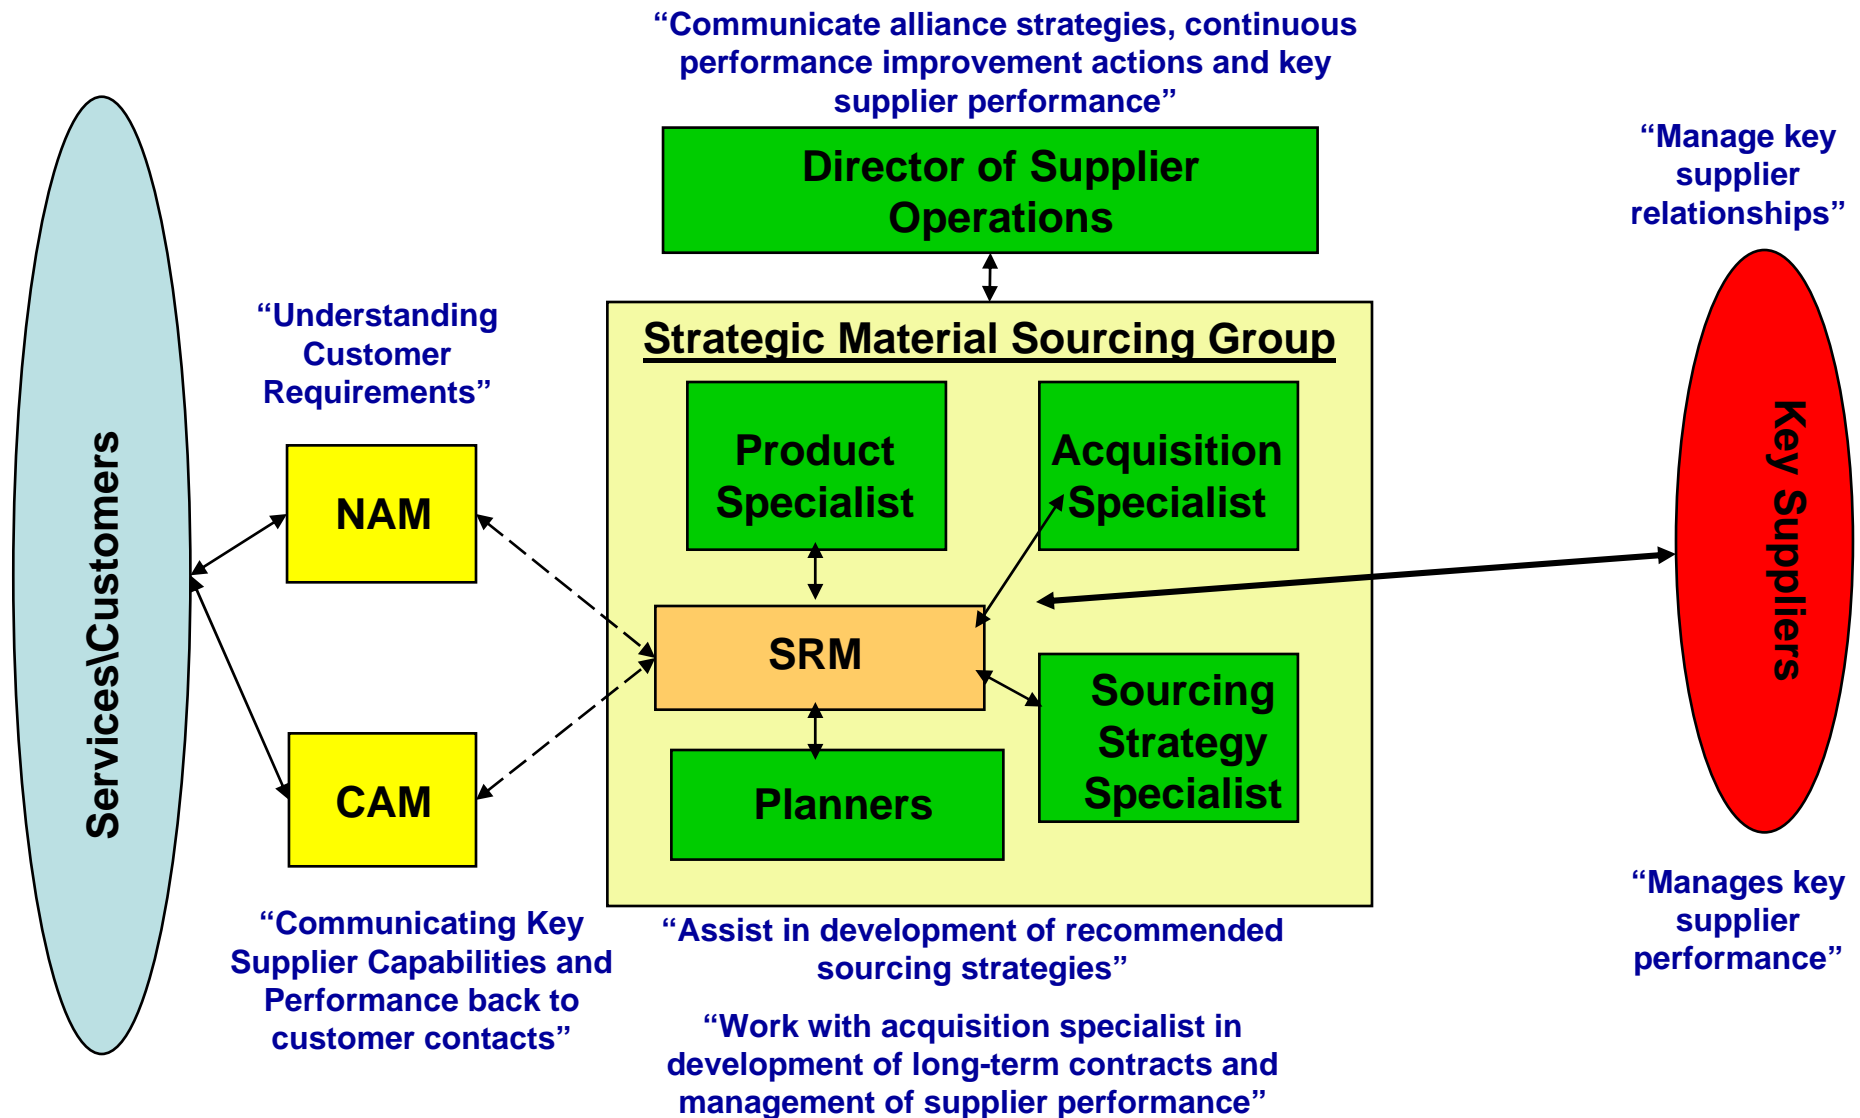 “Communicate alliance strategies, continuous
performance improvement actions and key
supplier performance”
Director of Supplier
Operations
“Manage key
supplier
relationships”
“Understanding
Customer
Requirements”
Strategic Material Sourcing Group
Product
Specialist
Acquisition
Specialist
Services\Customers
NAM
SRM
Key Suppliers
CAM
Planners
Sourcing
Strategy
Specialist
“Manages key
supplier
performance”
“Communicating Key
Supplier Capabilities and
Performance back to
customer contacts”
“Assist in development of recommended
sourcing strategies”
“Work with acquisition specialist in
development of long-term contracts and
management of supplier performance”